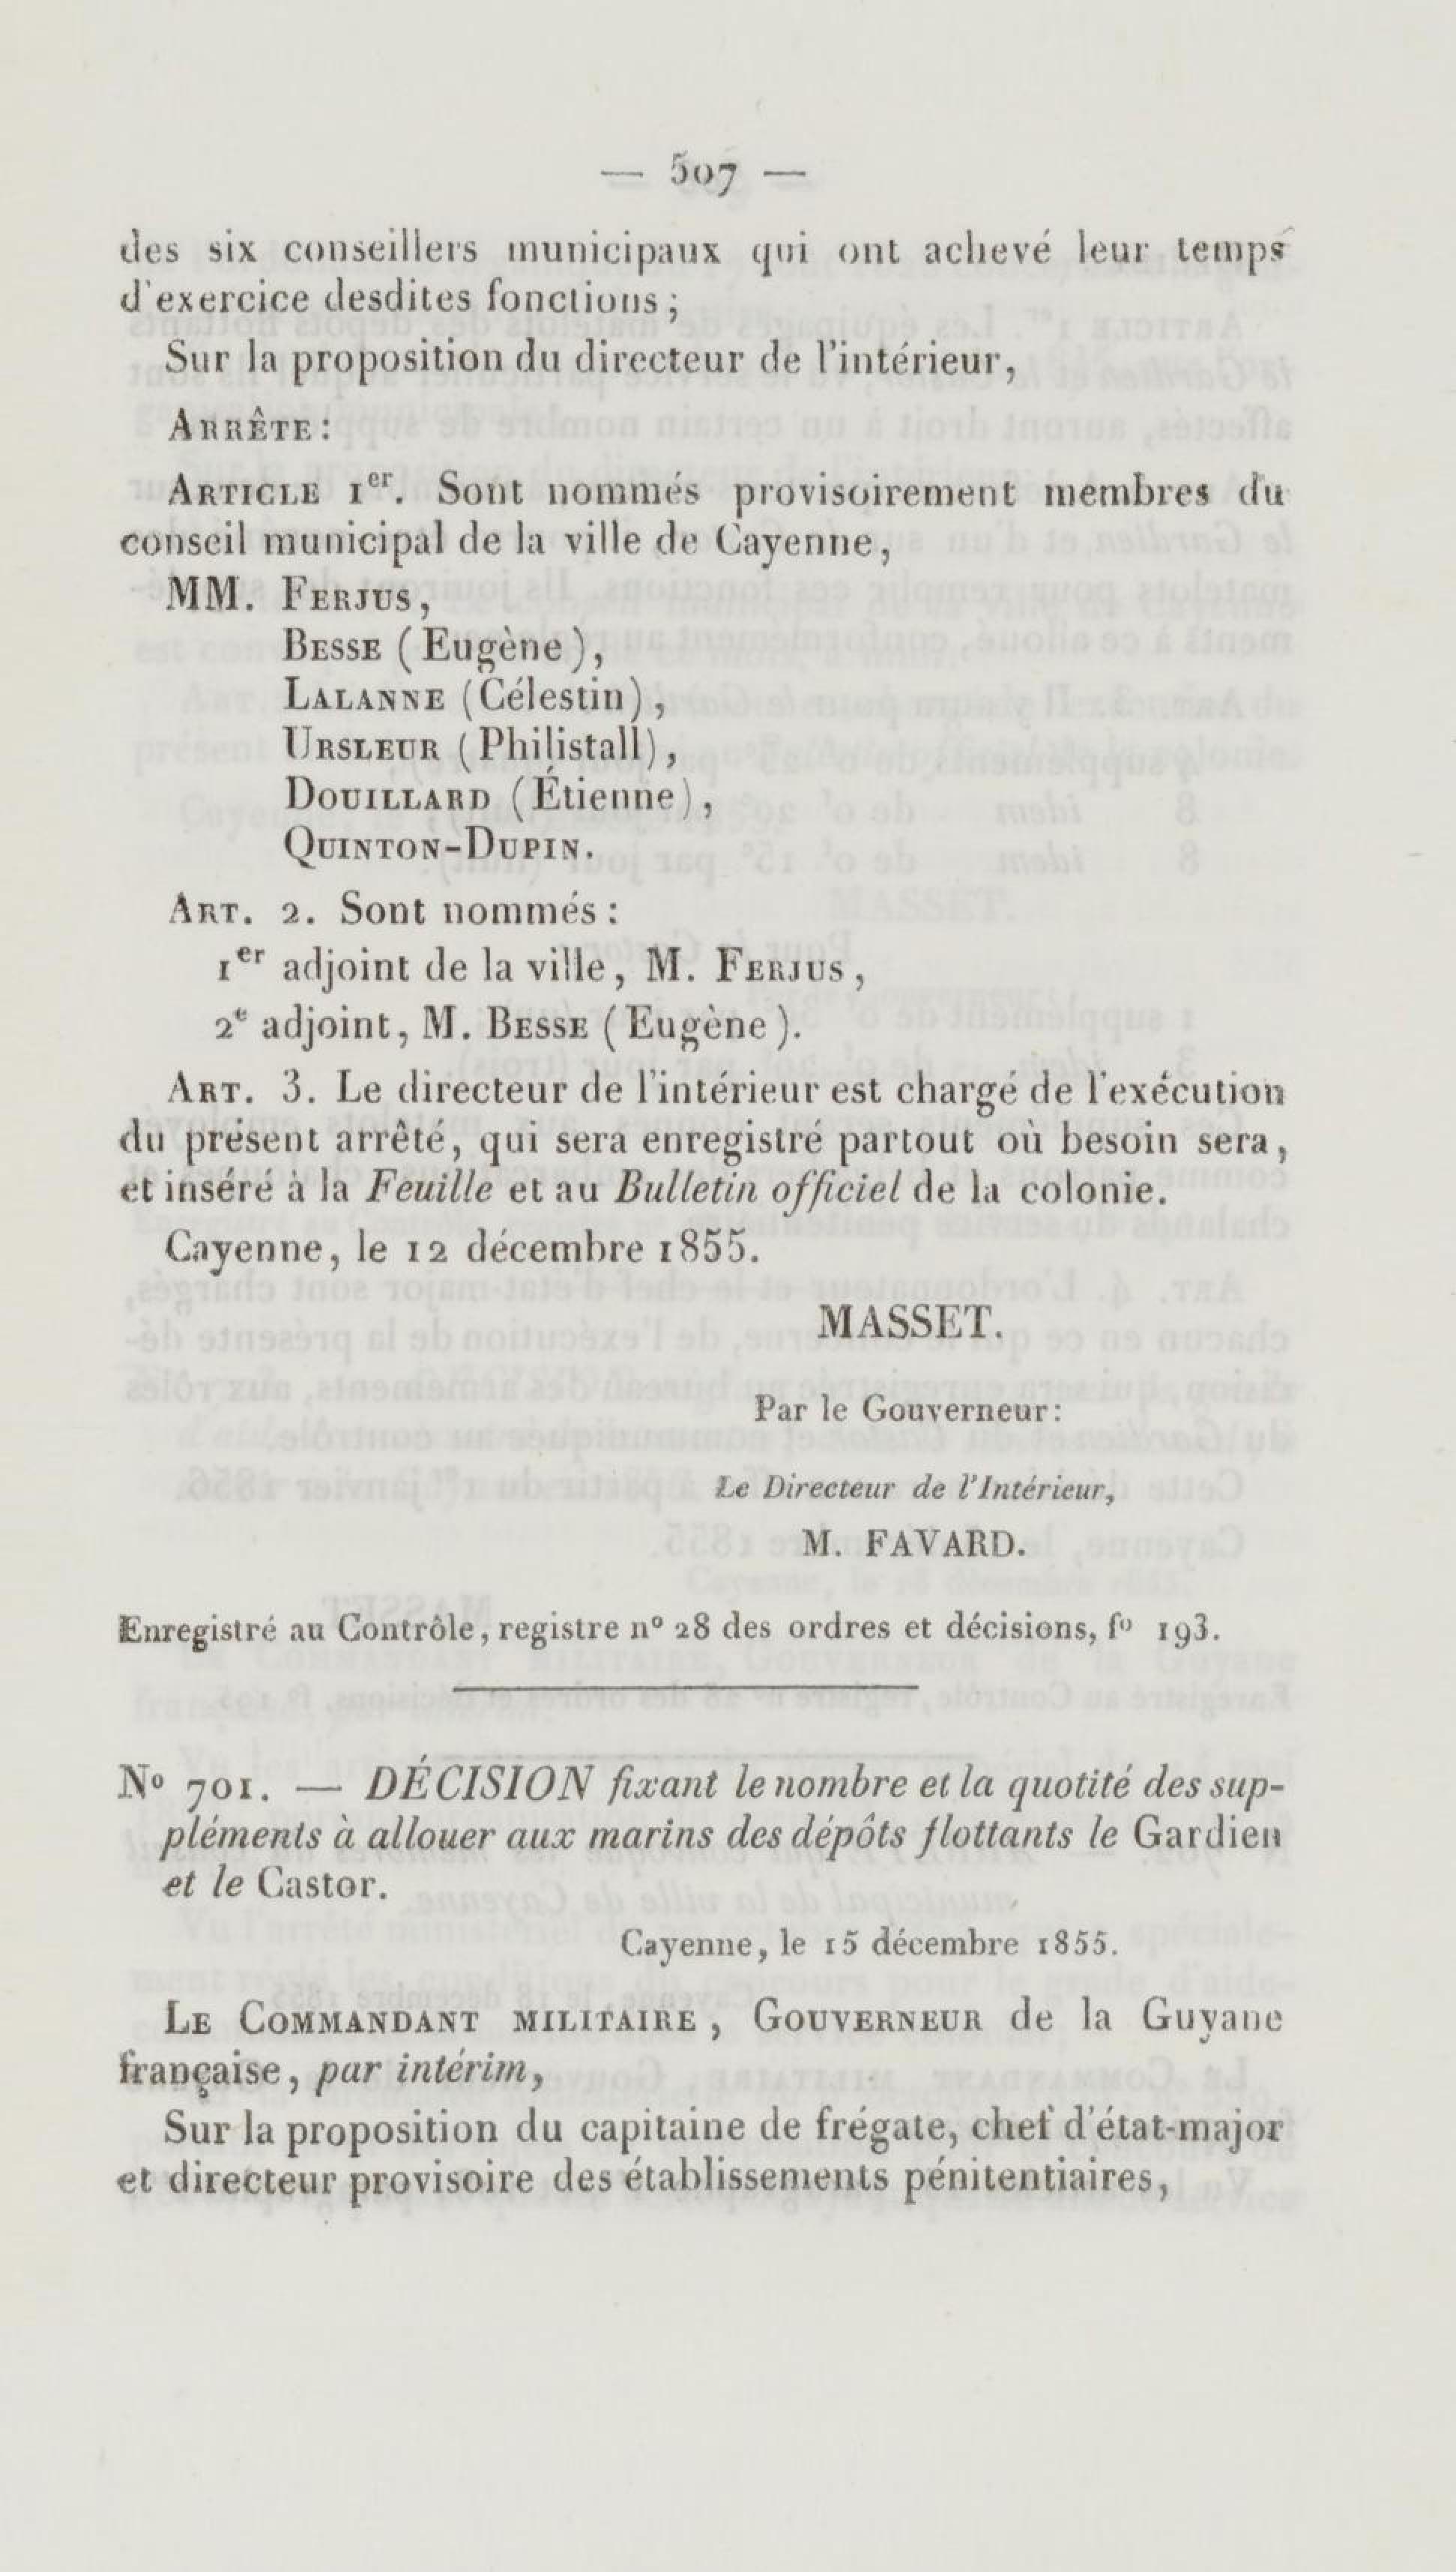 — 507 —
des six conseillers municipaux qui ont achevé leur temps
d'exercice desdites fonctions ;
Sur la proposition du directeur de l'intérieur,
ARRÊTE :
ARTICLE 1er. Sont nommés provisoirement membres du
conseil municipal de la ville de Cayenne,
MM. FERJUS,
BESSE (Eugène),
LALANNE (Célestin),
URSLEUR (Philistall),
DOUILLARD (Étienne),
QUINTON-DUPIN.
ART. 2. Sont nommés :
1er adjoint de la ville, M. FERJUS,
2e adjoint, M. BESSE (Eugène).
ART. 3. Le directeur de l'intérieur est chargé de l'exécution
du présent arrêté, qui sera enregistré partout où besoin sera,
et inséré à la Feuille et au Bulletin officiel de la colonie.
Cayenne, le 12 décembre 1855.
MASSET.
Par le Gouverneur :
Le Directeur de l'Intérieur,
M. FAVARD.
Enregistré au Contrôle, registre nº 28 des ordres et décisions, fº 193.
Nº 701. — DÉCISION fixant le nombre et la quotité des sup-
pléments à allouer aux marins des dépôts flottants le Gardien
et le Castor.
Cayenne, le 15 décembre 1855.
LE COMMANDANT MILITAIRE, GOUVERNEUR de la Guyane
française, par intérim,
Sur la proposition du capitaine de frégate, chef d'état-major
et directeur provisoire des établissements pénitentiaires,